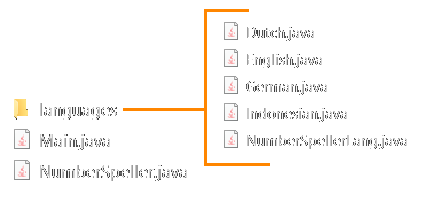 Dutch.java
English.java
German.java
Indonesian.java
NumberSpellerLang.java
languages
Main.java
NumberSpeller.java